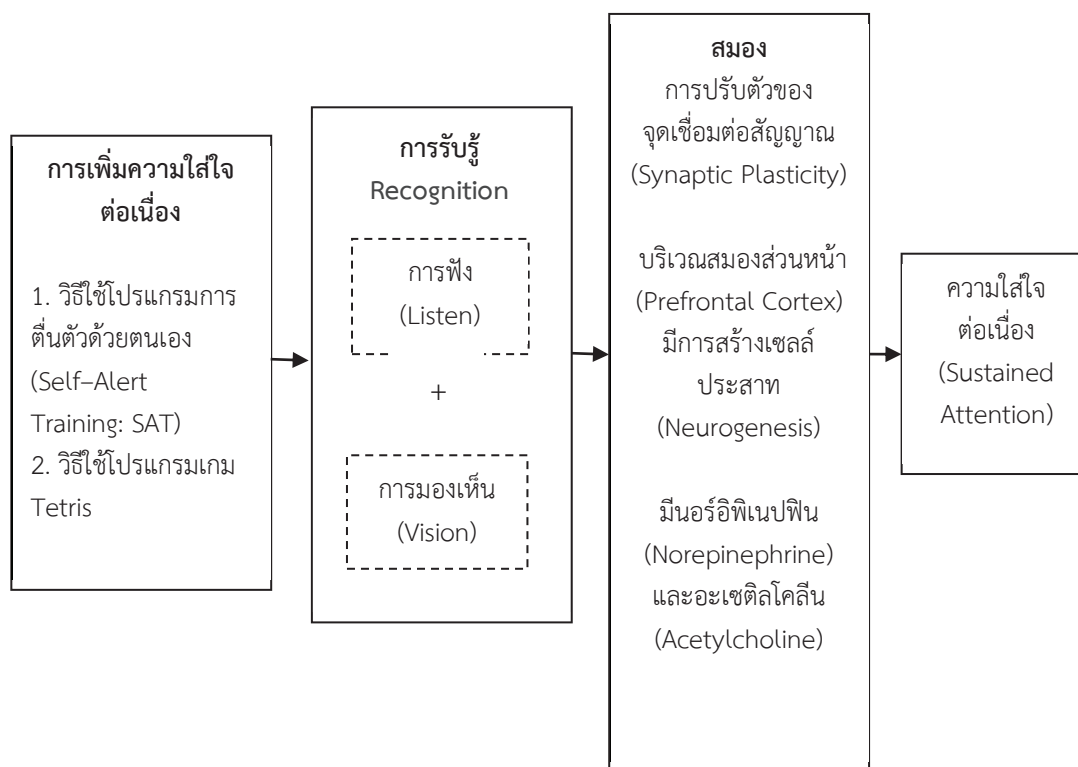 การเพิ่มความใส่ใจ
ต่อเนื่อง
1. วิธีใช้โปรแกรมการ
ตื่นตัวด้วยตนเอง
(Self–Alert
Training: SAT)
2. วิธีใช้โปรแกรมเกม
Tetris
การรับรู้
Recognition
การฟัง
(Listen)
+
การมองเห็น
(Vision)
สมอง
การปรับตัวของ
จุดเชื่อมต่อสัญญาณ
(Synaptic Plasticity)
บริเวณสมองส่วนหน้า
(Prefrontal Cortex)
มีการสร้างเซลล์
ประสาท
(Neurogenesis)
มีนอร์อิพิเนปฟิน
(Norepinephrine)
และอะเซติลโคลีน
(Acetylcholine)
ความใส่ใจ
ต่อเนื่อง
(Sustained
Attention)